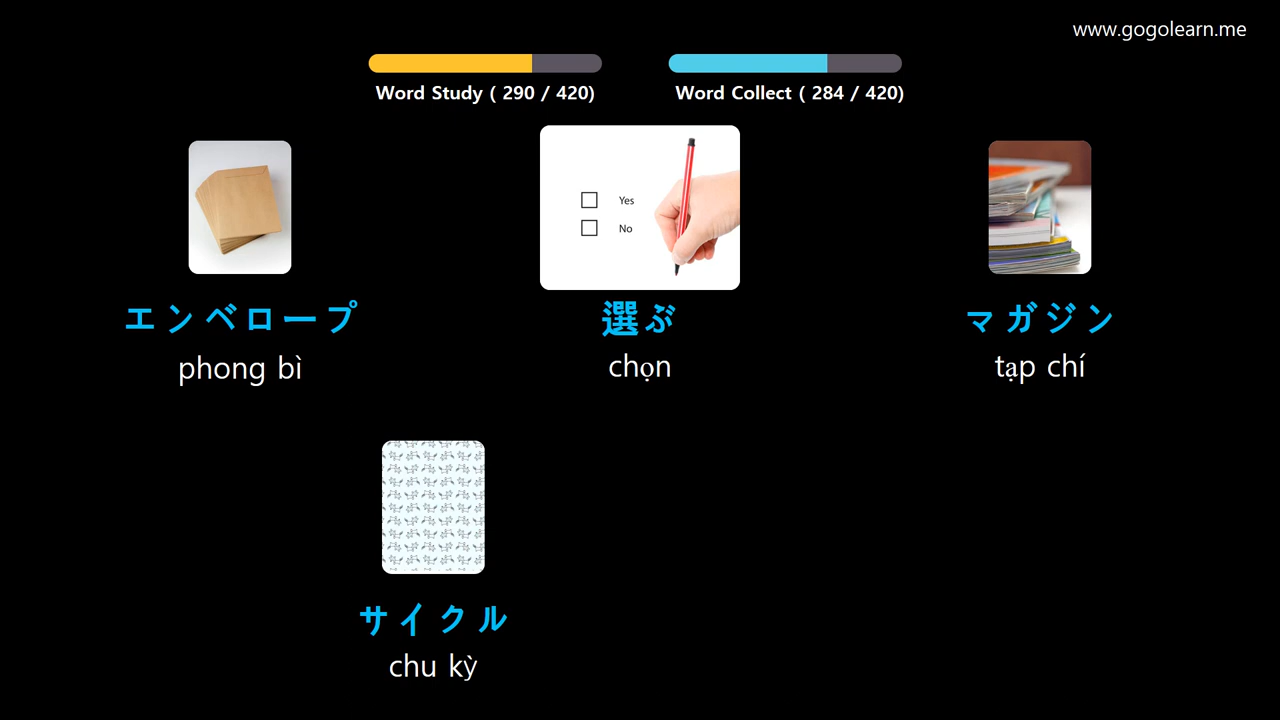 www.gogolearn.me
Word Study ( 290 / 420)
Word Collect ( 284 / 420)
Yes
No
エンベロープ
選ぶ
マガジン
phong bì
chọn
tạp chí
サイクル
chu kỳ